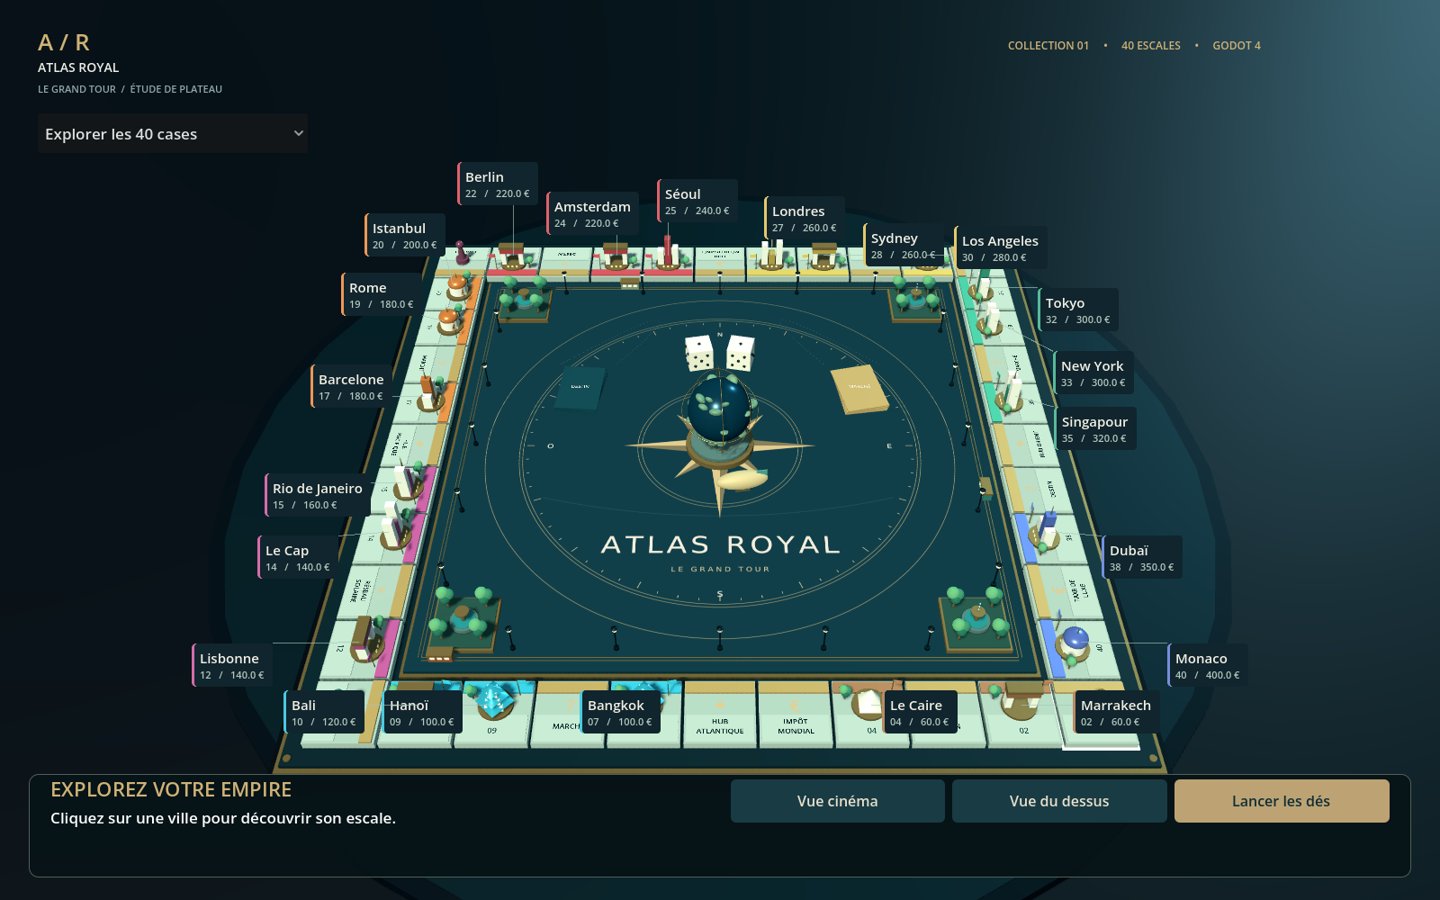 A / R
ATLAS ROYAL
LE GRAND TOUR / ÉTUDE DE PLATEAU
COLLECTION 01 • 40 ESCALES • GODOT 4
Explorer les 40 cases
Berlin
22 / 220.0 €
Amsterdam
24 / 220.0 €
Séoul
25 / 240.0 €
Londres
27 / 260.0 €
Sydney
28 / 260.0 €
Los Angeles
30 / 280.0 €
Istanbul
20 / 200.0 €
Rome
19 / 180.0 €
Tokyo
32 / 300.0 €
Barcelone
17 / 180.0 €
New York
33 / 300.0 €
Singapour
35 / 320.0 €
Rio de Janeiro
15 / 160.0 €
Le Cap
14 / 140.0 €
Dubaï
38 / 350.0 €
Lisbonne
12 / 140.0 €
Monaco
40 / 400.0 €
N
O
E
S
ATLAS ROYAL
LE GRAND TOUR
12
40
Bali
10 / 120.0 €
Hanoï
09 / 100.0 €
09
MARCH
Bangkok
07 / 100.0 €
HUB
ATLANTIQUE
IMPÔT
MONDIAL
04
Le Caire
04 / 60.0 €
02
Marrakech
02 / 60.0 €
EXPLOREZ VOTRE EMPIRE
Cliquez sur une ville pour découvrir son escale.
Vue cinéma
Vue du dessus
Lancer les dés